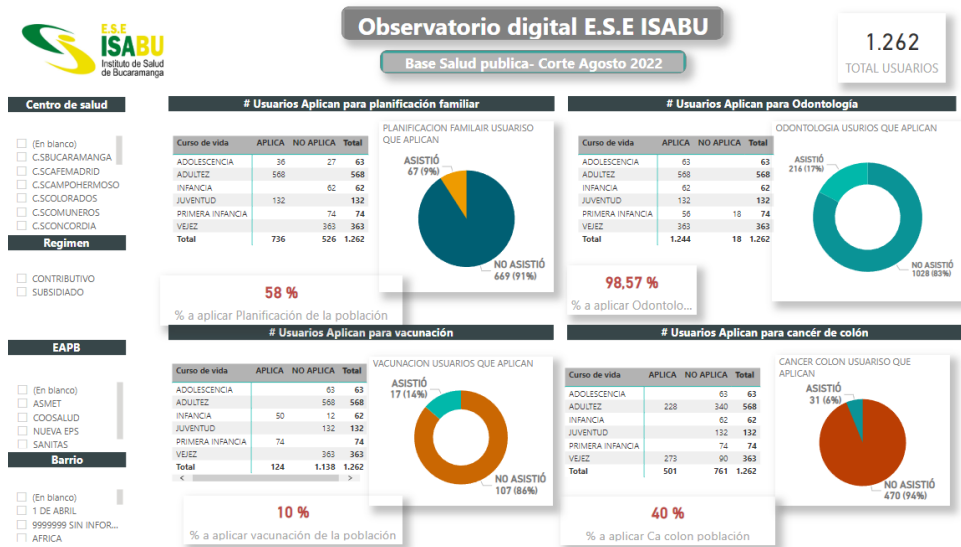 E.S.E
ISABU
Instituto de Salud
de Bucaramanga
Observatorio digital E.S.E ISABU
Base Salud publica- Corte Agosto 2022
1.262
TOTAL USUARIOS
Centro de salud
(En blanco)
C.SBUCARAMANGA
C.SCAFEMADRID
C.SCAMPOHERMOSO
C.SCOLORADOS
C.SCOMUNEROS
C.SCONCORDIA
Regimen
CONTRIBUTIVO
SUBSIDIADO
EAPB
(En blanco)
ASMET
COOSALUD
NUEVA EPS
SANITAS
Barrio
(En blanco)
1 DE ABRIL
9999999 SIN INFOR...
AFRICA
# Usuarios Aplican para planificación familiar
Curso de vida APLICA NO APLICA Total
ADOLESCENCIA 36 27 63
ADULTEZ 568 568
INFANCIA 62 62
JUVENTUD 132 132
PRIMERA INFANCIA 74 74
VEJEZ 363 363
Total 736 526 1.262
PLANIFICACION FAMILAIR USUARISO
QUE APLICAN
ASISTIÓ
67 (9%)
NO ASISTIÓ
669 (91%)
58 %
% a aplicar Planificación de la población
# Usuarios Aplican para Odontología
Curso de vida APLICA NO APLICA Total
ADOLESCENCIA 63 63
ADULTEZ 568 568
INFANCIA 62 62
JUVENTUD 132 132
PRIMERA INFANCIA 56 18 74
VEJEZ 363 363
Total 1.244 18 1.262
ODONTOLOGIA USURIOS QUE APLICAN
ASISTIÓ
216 (17%)
NO ASISTIÓ
1028 (83%)
98,57 %
% a aplicar Odontolo...
# Usuarios Aplican para vacunación
Curso de vida APLICA NO APLICA Total
ADOLESCENCIA 63 63
ADULTEZ 568 568
INFANCIA 50 12 62
JUVENTUD 132 132
PRIMERA INFANCIA 74 74
VEJEZ 363 363
Total 124 1.138 1.262
VACUNACION USUARIOS QUE APLICAN
ASISTIÓ
17 (14%)
NO ASISTIÓ
107 (86%)
10 %
% a aplicar vacunación de la población
# Usuarios Aplican para cancér de colón
Curso de vida APLICA NO APLICA Total
ADOLESCENCIA 63 63
ADULTEZ 228 340 568
INFANCIA 62 62
JUVENTUD 132 132
PRIMERA INFANCIA 74 74
VEJEZ 273 90 363
Total 501 761 1.262
CANCER COLON USUARISO QUE
APLICAN
ASISTIÓ
31 (6%)
NO ASISTIÓ
470 (94%)
40 %
% a aplicar Ca colon población